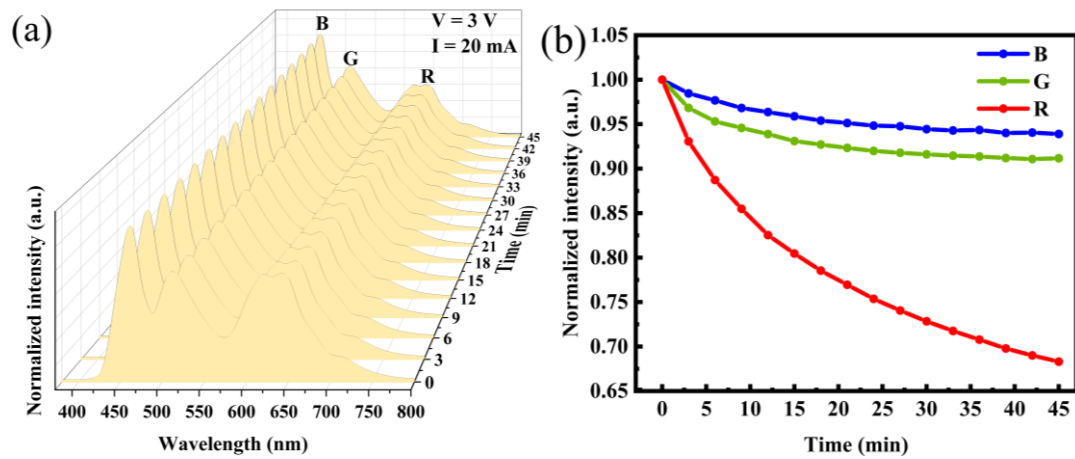 (a)
V = 3 V
I = 20 mA
B
G
R
Normalized intensity (a.u.)
400 450 500 550 600 650 700 750 800
Wavelength (nm)
0 3 6 9 12 15 18 21 24 27 30 33 36 39 42 45
Time (min)
(b)
1.05
1.00
0.95
0.90
0.85
0.80
0.75
0.70
0.65
Normalized intensity (a.u.)
B
G
R
0 5 10 15 20 25 30 35 40 45
Time (min)